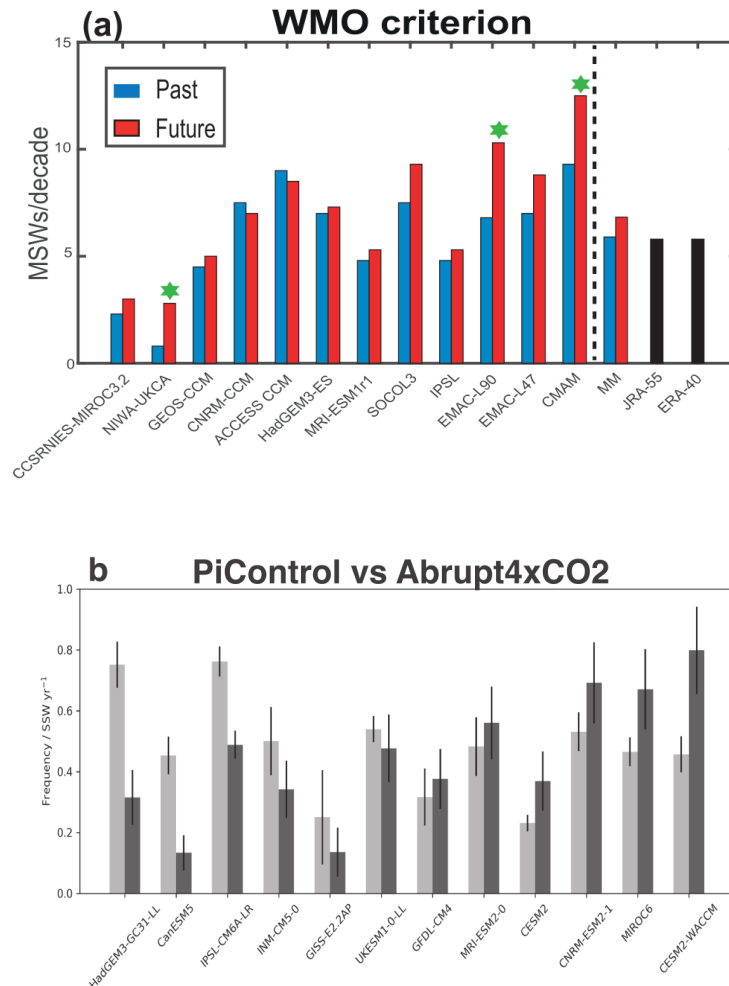 (a) WMO criterion
15
10
5
0
MSWs/decade
Past
Future
CCSRNIES-MIROC3.2
NIWA-UKCA
GEOS-CCM
CNRM-CCM
ACCESS CCM
HadGEM3-ES
MRI-ESM1r1
SOCOL3
IPSL
EMAC-L90
EMAC-L47
CMAM
MM
JRA-55
ERA-40
b PiControl vs Abrupt4xCO2
1.0
0.8
0.6
0.4
0.2
0.0
Frequency / SSW yr⁻¹
HadGEM3-GC31-LL
CanESM5
IPSL-CM6A-LR
INM-CM5-0
GISS-E2.2AP
UKESM1-0-LL
GFDL-CM4
MRI-ESM2-0
CESM2
CNRM-ESM2-1
MIROC6
CESM2-WACCM